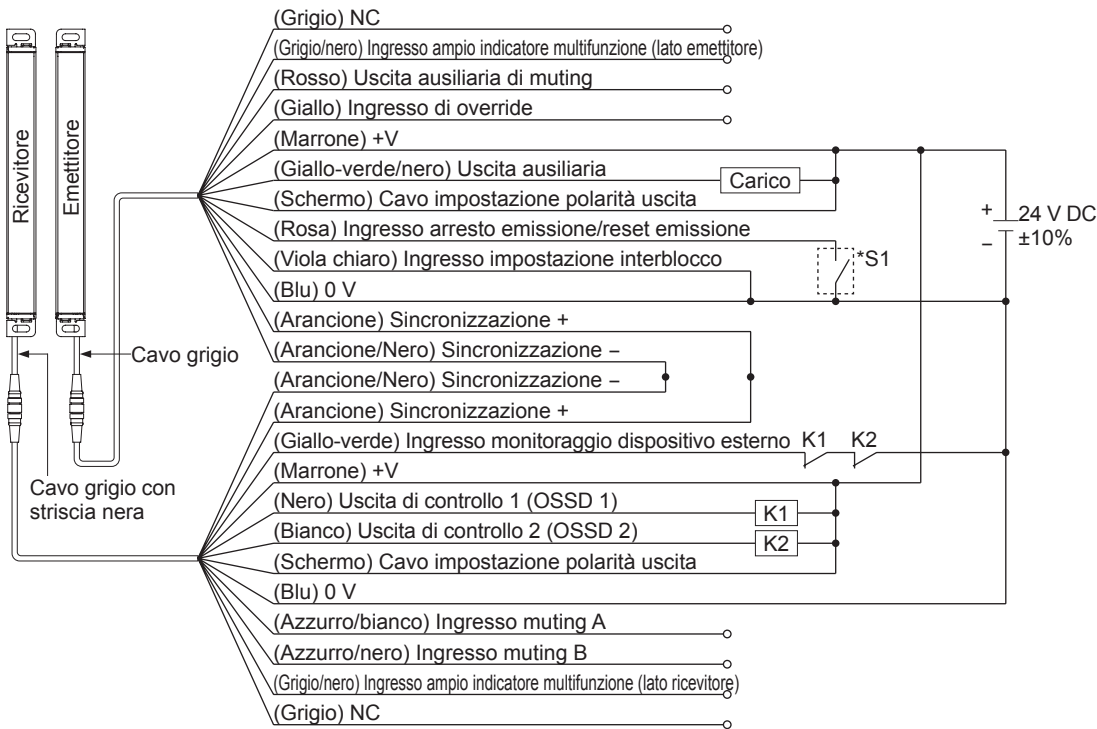 Ricevitore
Emettitore
(Grigio) NC
(Grigio/nero) Ingresso ampio indicatore multifunzione (lato emettitore)
(Rosso) Uscita ausiliaria di muting
(Giallo) Ingresso di override
(Marrone) +V
(Giallo-verde/nero) Uscita ausiliaria
Carico
(Schermo) Cavo impostazione polarità uscita
+
24 V DC
–
±10%
(Rosa) Ingresso arresto emissione/reset emissione
*S1
(Viola chiaro) Ingresso impostazione interblocco
(Blu) 0 V
(Arancione) Sincronizzazione +
Cavo grigio
(Arancione/Nero) Sincronizzazione –
(Arancione/Nero) Sincronizzazione –
(Arancione) Sincronizzazione +
(Giallo-verde) Ingresso monitoraggio dispositivo esterno
K1 K2
(Marrone) +V
Cavo grigio con
striscia nera
(Nero) Uscita di controllo 1 (OSSD 1)
K1
(Bianco) Uscita di controllo 2 (OSSD 2)
K2
(Schermo) Cavo impostazione polarità uscita
(Blu) 0 V
(Azzurro/bianco) Ingresso muting A
(Azzurro/nero) Ingresso muting B
(Grigio/nero) Ingresso ampio indicatore multifunzione (lato ricevitore)
(Grigio) NC